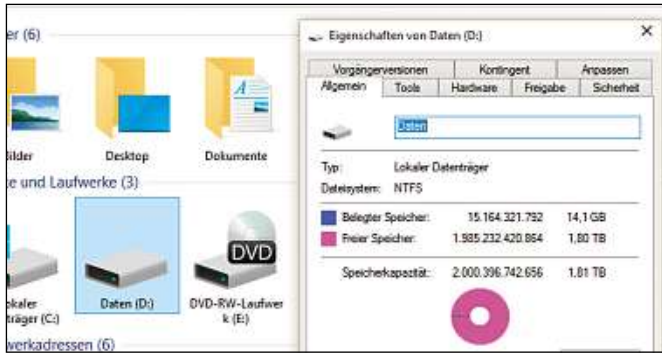 er (6)
Bilder
Desktop
Dokumente
te und Laufwerke (3)
okaler
träger (C:)
Daten (D:)
DVD
DVD-RW-Laufwer
k (E:)
werkadressen (6)
Eigenschaften von Daten (D:)
Vorgängerversionen Kontingent Anpassen
Allgemein Tools Hardware Freigabe Sicherheit
Daten
Typ: Lokaler Datenträger
Dateisystem: NTFS
Belegter Speicher: 15.164.321.792 14,1 GB
Freier Speicher: 1.985.232.420.864 1,80 TB
Speicherkapazität: 2.000.396.742.656 1,81 TB